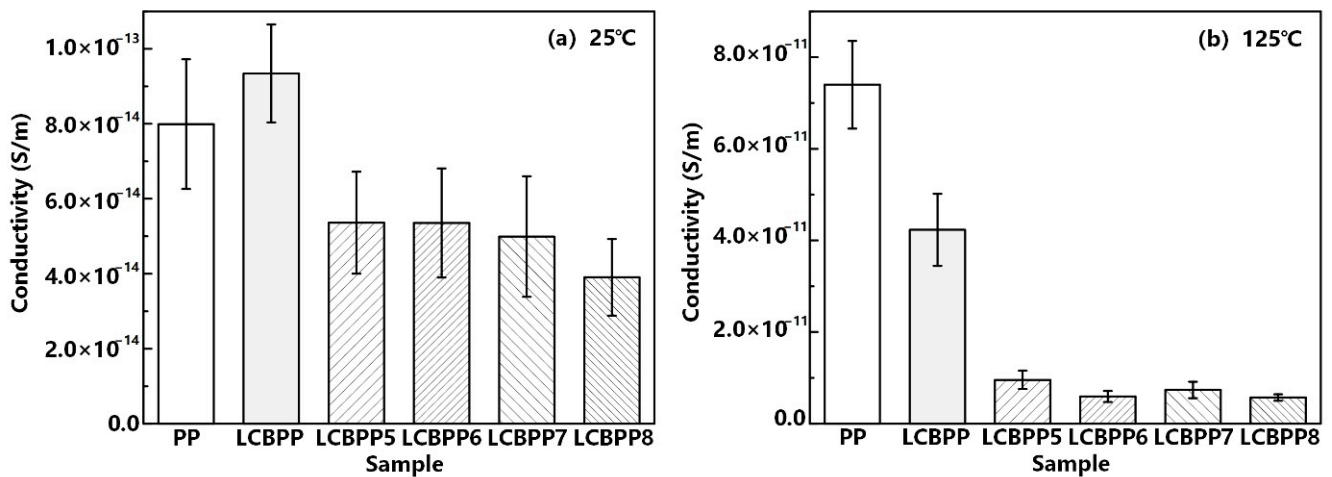 (a) 25℃
Conductivity (S/m)
1.0×10⁻¹³
8.0×10⁻¹⁴
6.0×10⁻¹⁴
4.0×10⁻¹⁴
2.0×10⁻¹⁴
0.0
PP LCBPP LCBPP5 LCBPP6 LCBPP7 LCBPP8
Sample
(b) 125℃
Conductivity (S/m)
8.0×10⁻¹¹
6.0×10⁻¹¹
4.0×10⁻¹¹
2.0×10⁻¹¹
0.0
PP LCBPP LCBPP5 LCBPP6 LCBPP7 LCBPP8
Sample